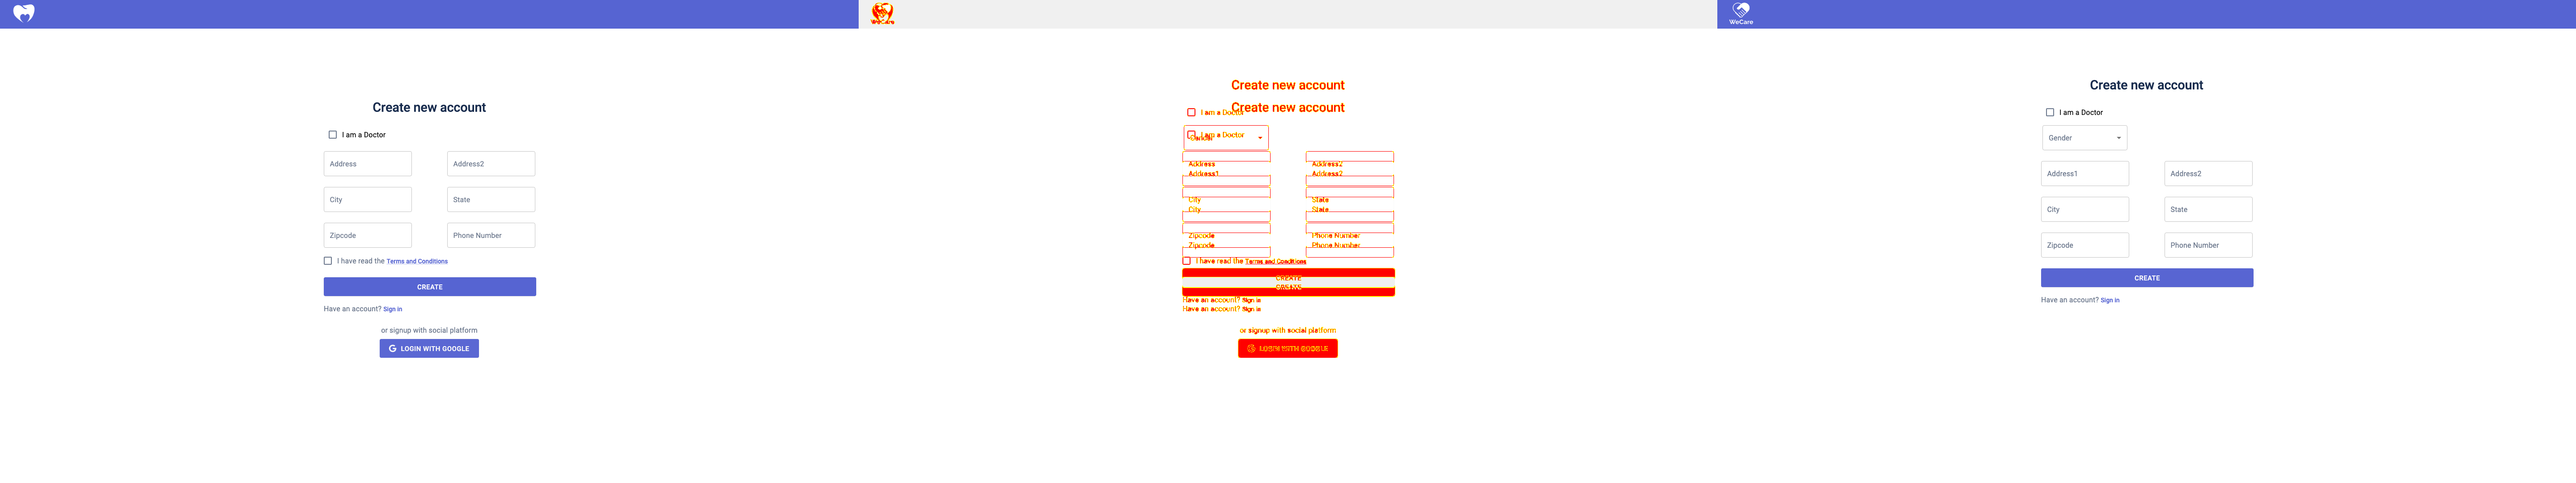 Create new account
I am a Doctor
Address
Address2
City
State
Zipcode
Phone Number
I have read the Terms and Conditions
CREATE
Have an account? Sign in
or signup with social platform
LOGIN WITH GOOGLE
WeCare
Create new account
Create new account
I am a Doctor
I am a Doctor
Gender
Address
Address2
Address1
Address2
City
State
City
State
Zipcode
Phone Number
Zipcode
Phone Number
I have read the Terms and Conditions
CREATE
CREATE
Have an account? Sign in
Have an account? Sign in
or signup with social platform
LOGIN WITH GOOGLE
WeCare
Create new account
I am a Doctor
Gender
Address1
Address2
City
State
Zipcode
Phone Number
CREATE
Have an account? Sign in